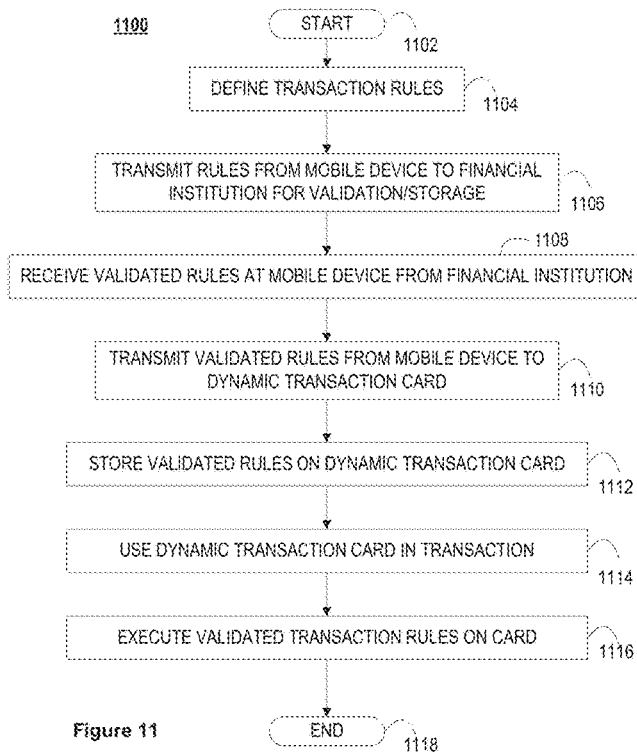 1100
START
1102
DEFINE TRANSACTION RULES
1104
TRANSMIT RULES FROM MOBILE DEVICE TO FINANCIAL
INSTITUTION FOR VALIDATION/STORAGE
1106
1108
RECEIVE VALIDATED RULES AT MOBILE DEVICE FROM FINANCIAL INSTITUTION
TRANSMIT VALIDATED RULES FROM MOBILE DEVICE TO
DYNAMIC TRANSACTION CARD
1110
STORE VALIDATED RULES ON DYNAMIC TRANSACTION CARD
1112
USE DYNAMIC TRANSACTION CARD IN TRANSACTION
1114
EXECUTE VALIDATED TRANSACTION RULES ON CARD
1116
Figure 11
END
1118